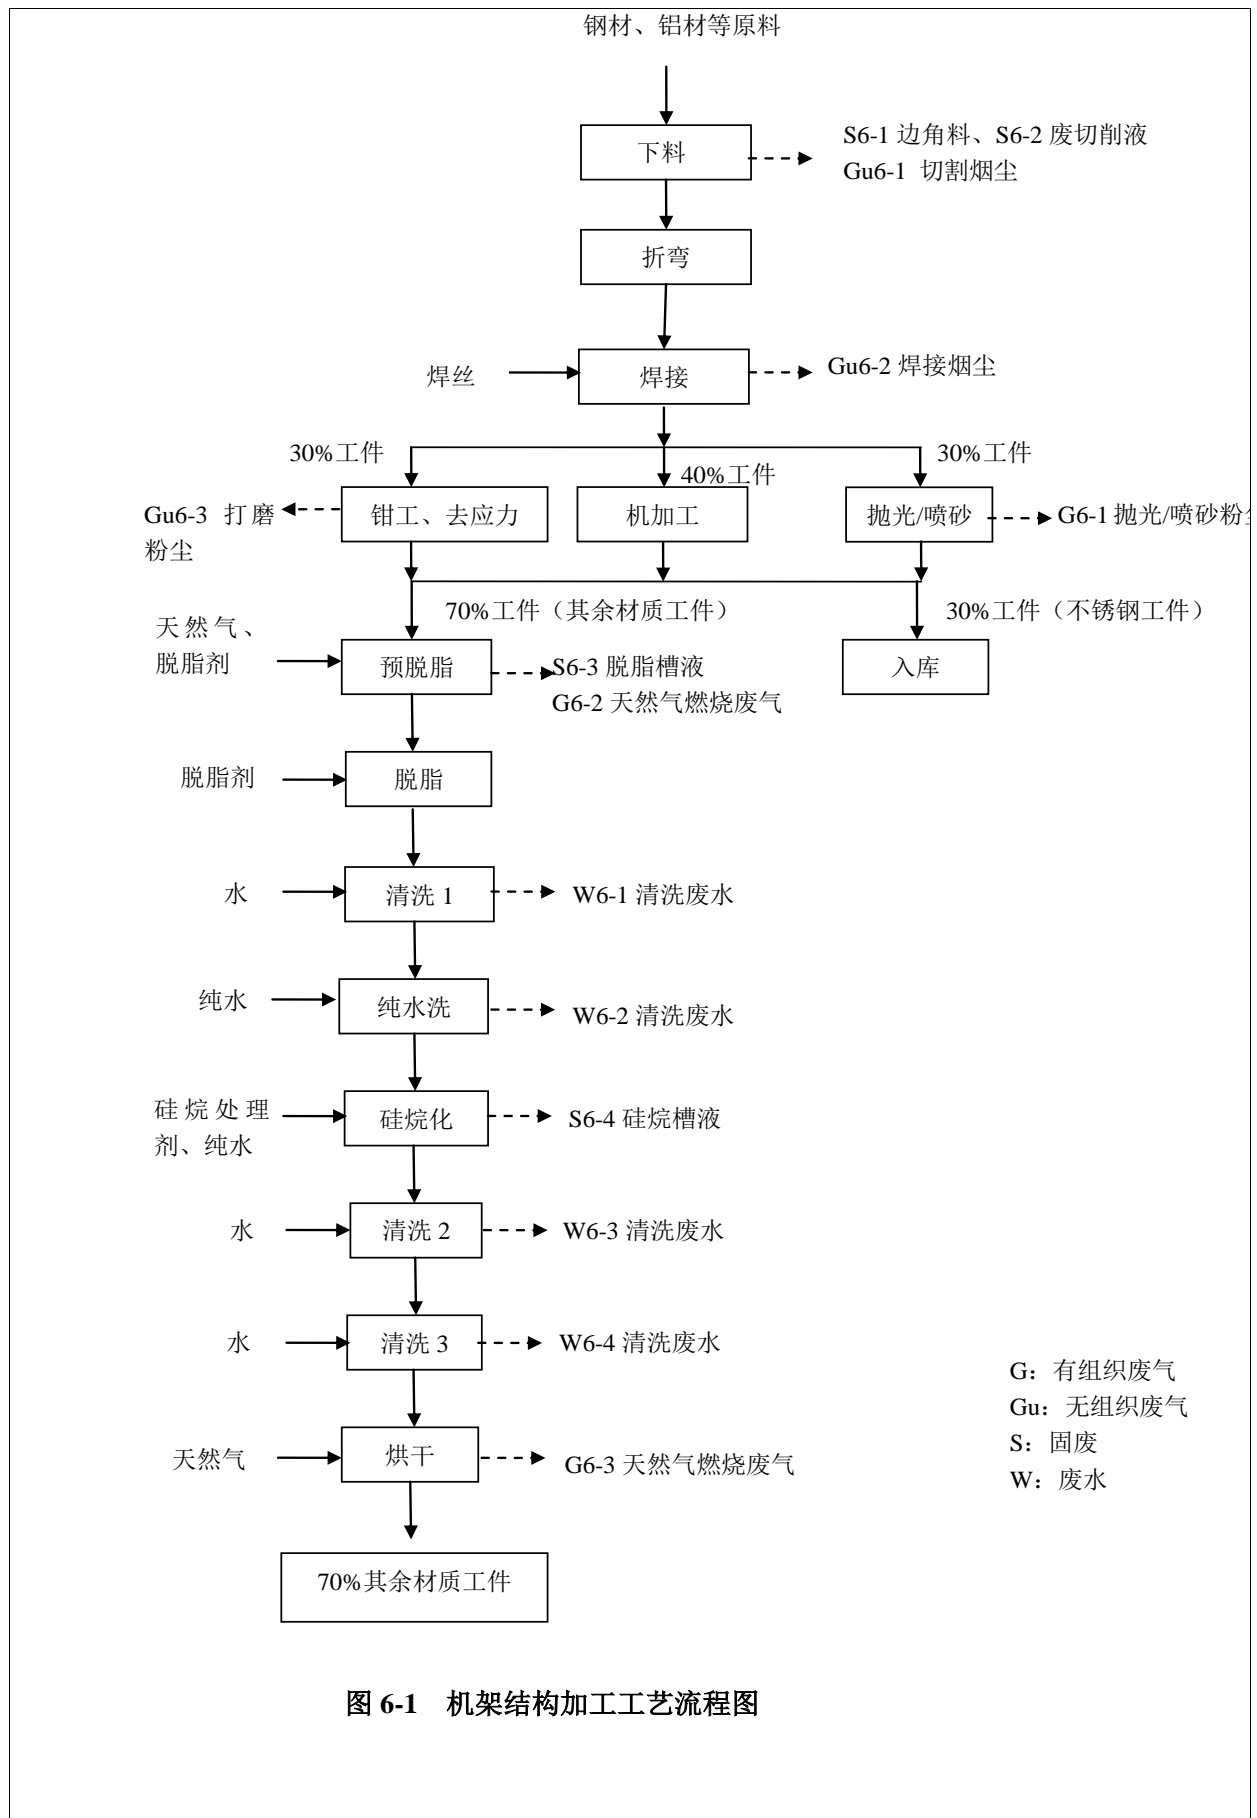 钢材、铝材等原料
下料
S6-1 边角料、S6-2 废切削液
Gu6-1 切割烟尘
折弯
焊丝
焊接
Gu6-2 焊接烟尘
30%工件
40%工件
30%工件
Gu6-3 打磨
粉尘
钳工、去应力
机加工
抛光/喷砂
G6-1 抛光/喷砂粉尘
70%工件（其余材质工件）
30%工件（不锈钢工件）
天然气、
脱脂剂
预脱脂
S6-3 脱脂槽液
G6-2 天然气燃烧废气
入库
脱脂剂
脱脂
水
清洗 1
W6-1 清洗废水
纯水
纯水洗
W6-2 清洗废水
硅烷处理
剂、纯水
硅烷化
S6-4 硅烷槽液
水
清洗 2
W6-3 清洗废水
水
清洗 3
W6-4 清洗废水
天然气
烘干
G6-3 天然气燃烧废气
G：有组织废气
Gu：无组织废气
S：固废
W：废水
70%其余材质工件
图 6-1 机架结构加工工艺流程图